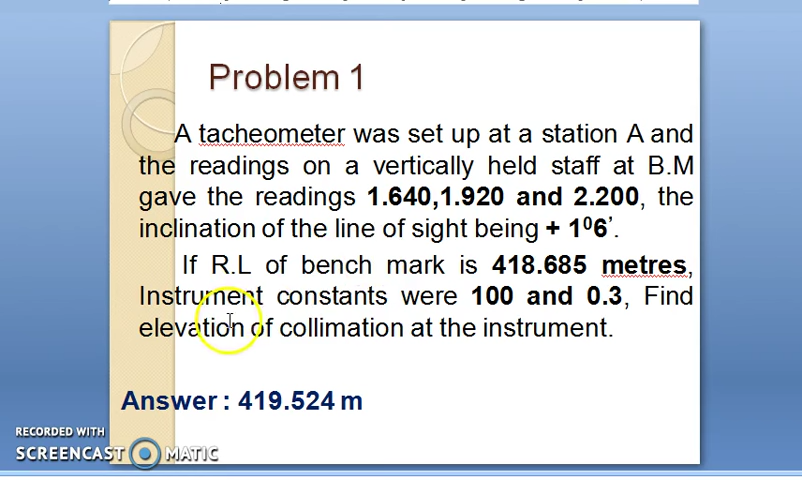 Problem 1
A tacheometer was set up at a station A and
the readings on a vertically held staff at B.M
gave the readings 1.640,1.920 and 2.200, the
inclination of the line of sight being + 1⁰6’.
If R.L of bench mark is 418.685 metres,
Instrument constants were 100 and 0.3, Find
elevation of collimation at the instrument.
Answer : 419.524 m
RECORDED WITH
SCREENCAST MATIC